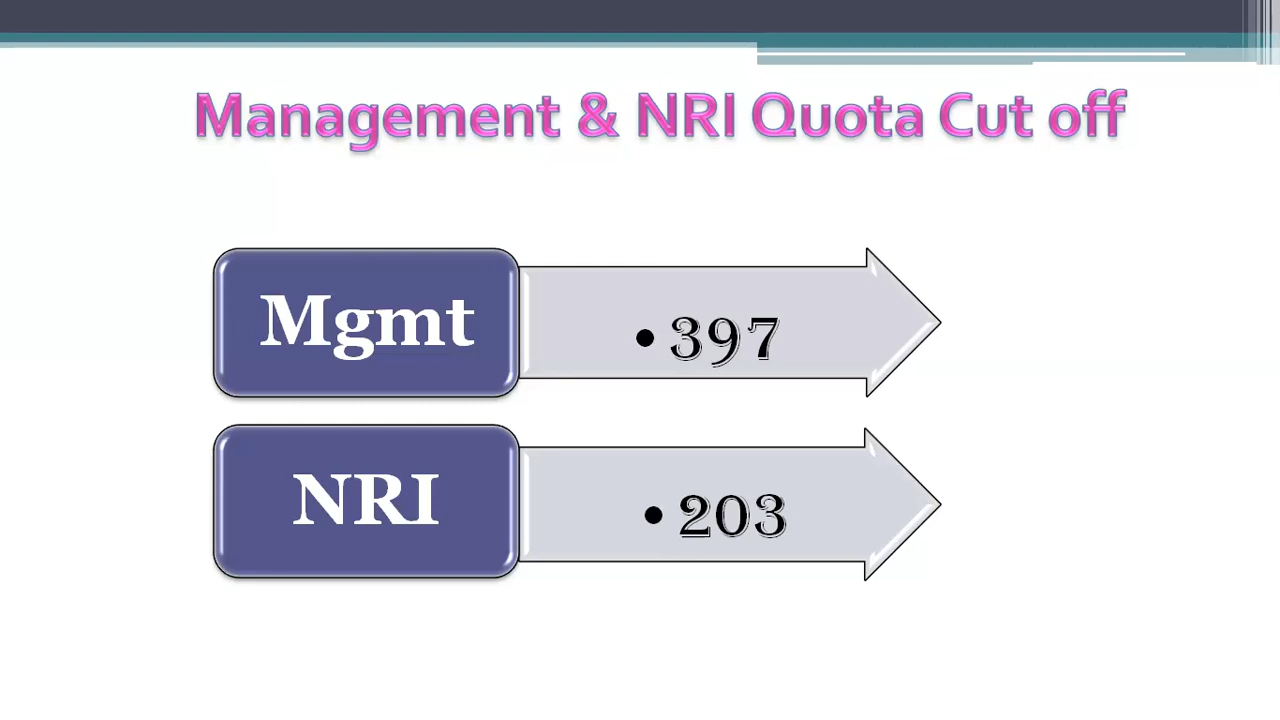 Management & NRI Quota Cut off
Mgmt
• 397
NRI
• 203